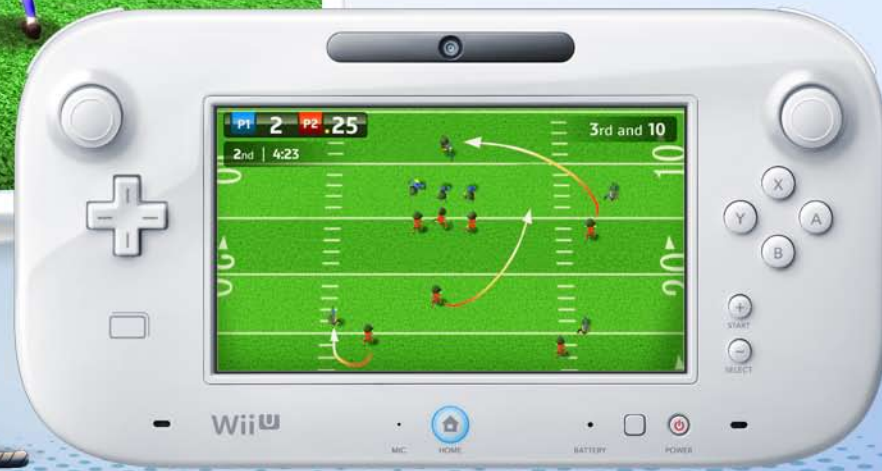 P1 2 P2 .25
3rd and 10
2nd | 4:23
10
20
20
X
Y
A
B
START
SELECT
Wii U
MIC
HOME
BATTERY
POWER